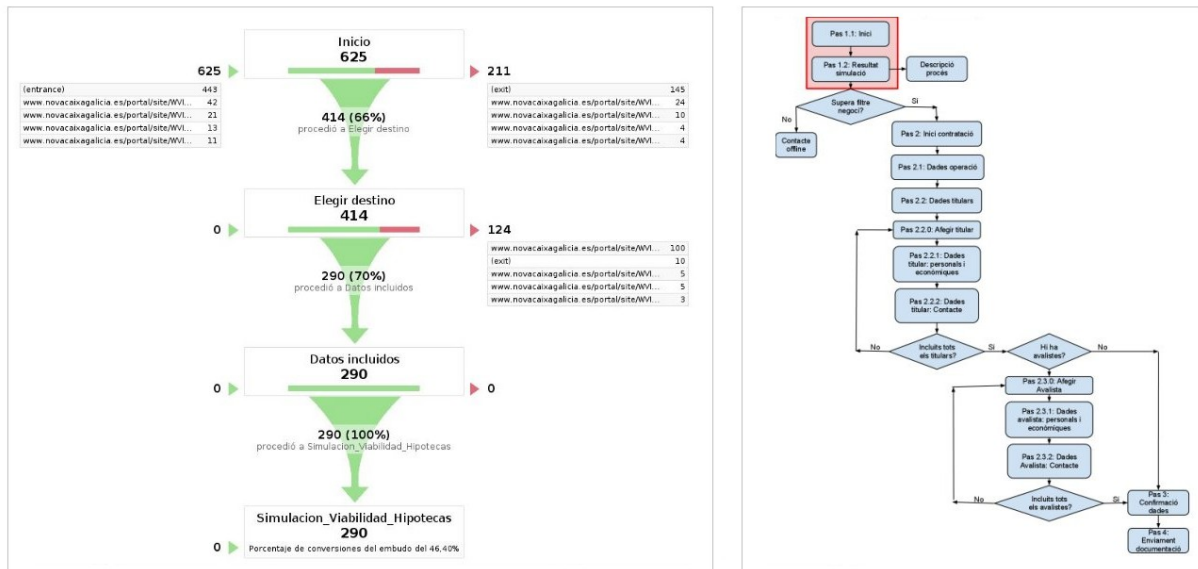 Inicio
625
625
(entrance) 443
www.novacaixagalicia.es/portal/site/WVI... 42
www.novacaixagalicia.es/portal/site/WVI... 21
www.novacaixagalicia.es/portal/site/WVI... 13
www.novacaixagalicia.es/portal/site/WVI... 11
211
(exit) 145
www.novacaixagalicia.es/portal/site/WVI... 24
www.novacaixagalicia.es/portal/site/WVI... 10
www.novacaixagalicia.es/portal/site/WVI... 4
www.novacaixagalicia.es/portal/site/WVI... 4
414 (66%)
procedió a Elegir destino
Elegir destino
414
0
124
www.novacaixagalicia.es/portal/site/WVI... 100
(exit) 10
www.novacaixagalicia.es/portal/site/WVI... 5
www.novacaixagalicia.es/portal/site/WVI... 5
www.novacaixagalicia.es/portal/site/WVI... 3
290 (70%)
procedió a Datos incluidos
Datos incluidos
290
0
0
290 (100%)
procedió a Simulacion_Viabilidad_Hipotecas
Simulacion_Viabilidad_Hipotecas
290
0
Porcentaje de conversiones del embudo del 46,40%
Pas 1.1: Inici
Pas 1.2: Resultat
simulació
Descripció
procés
Supera filtre
negoci?
No
Si
Contacte
offline
Pas 2: Inici contratació
Pas 2.1: Dades operació
Pas 2.2: Dades titulars
Pas 2.2.0: Afegir titular
Pas 2.2.1: Dades
titular: personals i
econòmiques
Pas 2.2.2: Dades
titular: Contacte
Incluits tots
els titulars?
No
Si
Hi ha
avalistes?
No
Pas 2.3.0: Afegir
Avalista
Pas 2.3.1: Dades
avalista: personals i
econòmiques
Pas 2.3.2: Dades
Avalista: Contacte
Incluits tots
els avalistes?
No
Si
Pas 3:
Confirmació
dades
Pas 4:
Enviament
documentació